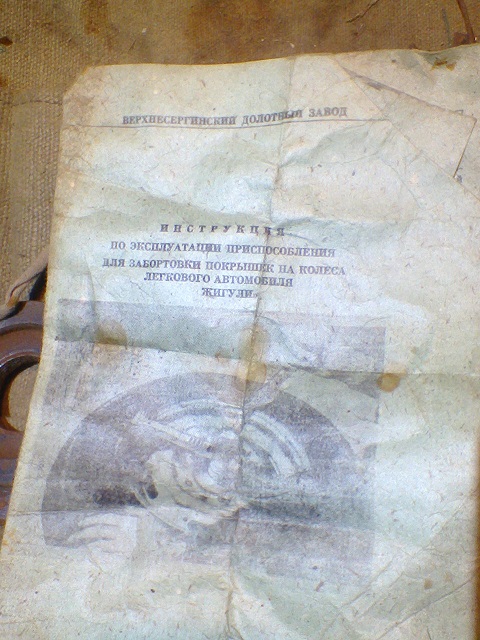 ВЕРХНЕСЕРГИНСКИЙ ДОЛОТНЫЙ ЗАВОД
ИНСТРУКЦИЯ
ПО ЭКСПЛУАТАЦИИ ПРИСПОСОБЛЕНИЯ
ДЛЯ ЗАБОРТОВКИ ПОКРЫШЕК НА КОЛЕСА
ЛЕГКОВОГО АВТОМОБИЛЯ
ЖИГУЛИ»